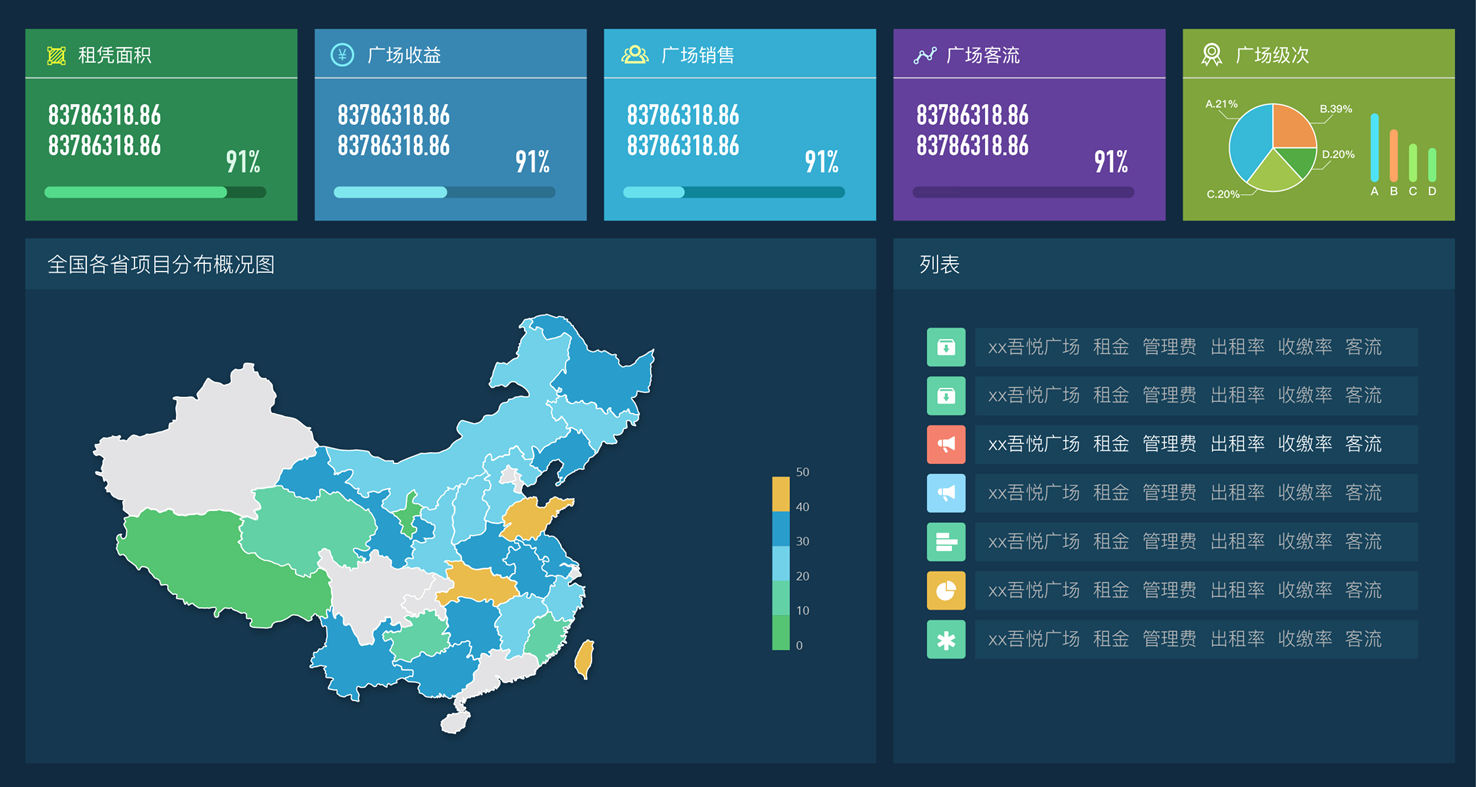 租凭面积
83786318.86
83786318.86
91%
广场收益
83786318.86
83786318.86
91%
广场销售
83786318.86
83786318.86
91%
广场客流
83786318.86
83786318.86
91%
广场级次
A.21%
B.39%
D.20%
C.20%
A B C D
全国各省项目分布概况图
50
40
30
20
10
0
列表
xx吾悦广场 租金 管理费 出租率 收缴率 客流
xx吾悦广场 租金 管理费 出租率 收缴率 客流
xx吾悦广场 租金 管理费 出租率 收缴率 客流
xx吾悦广场 租金 管理费 出租率 收缴率 客流
xx吾悦广场 租金 管理费 出租率 收缴率 客流
xx吾悦广场 租金 管理费 出租率 收缴率 客流
xx吾悦广场 租金 管理费 出租率 收缴率 客流